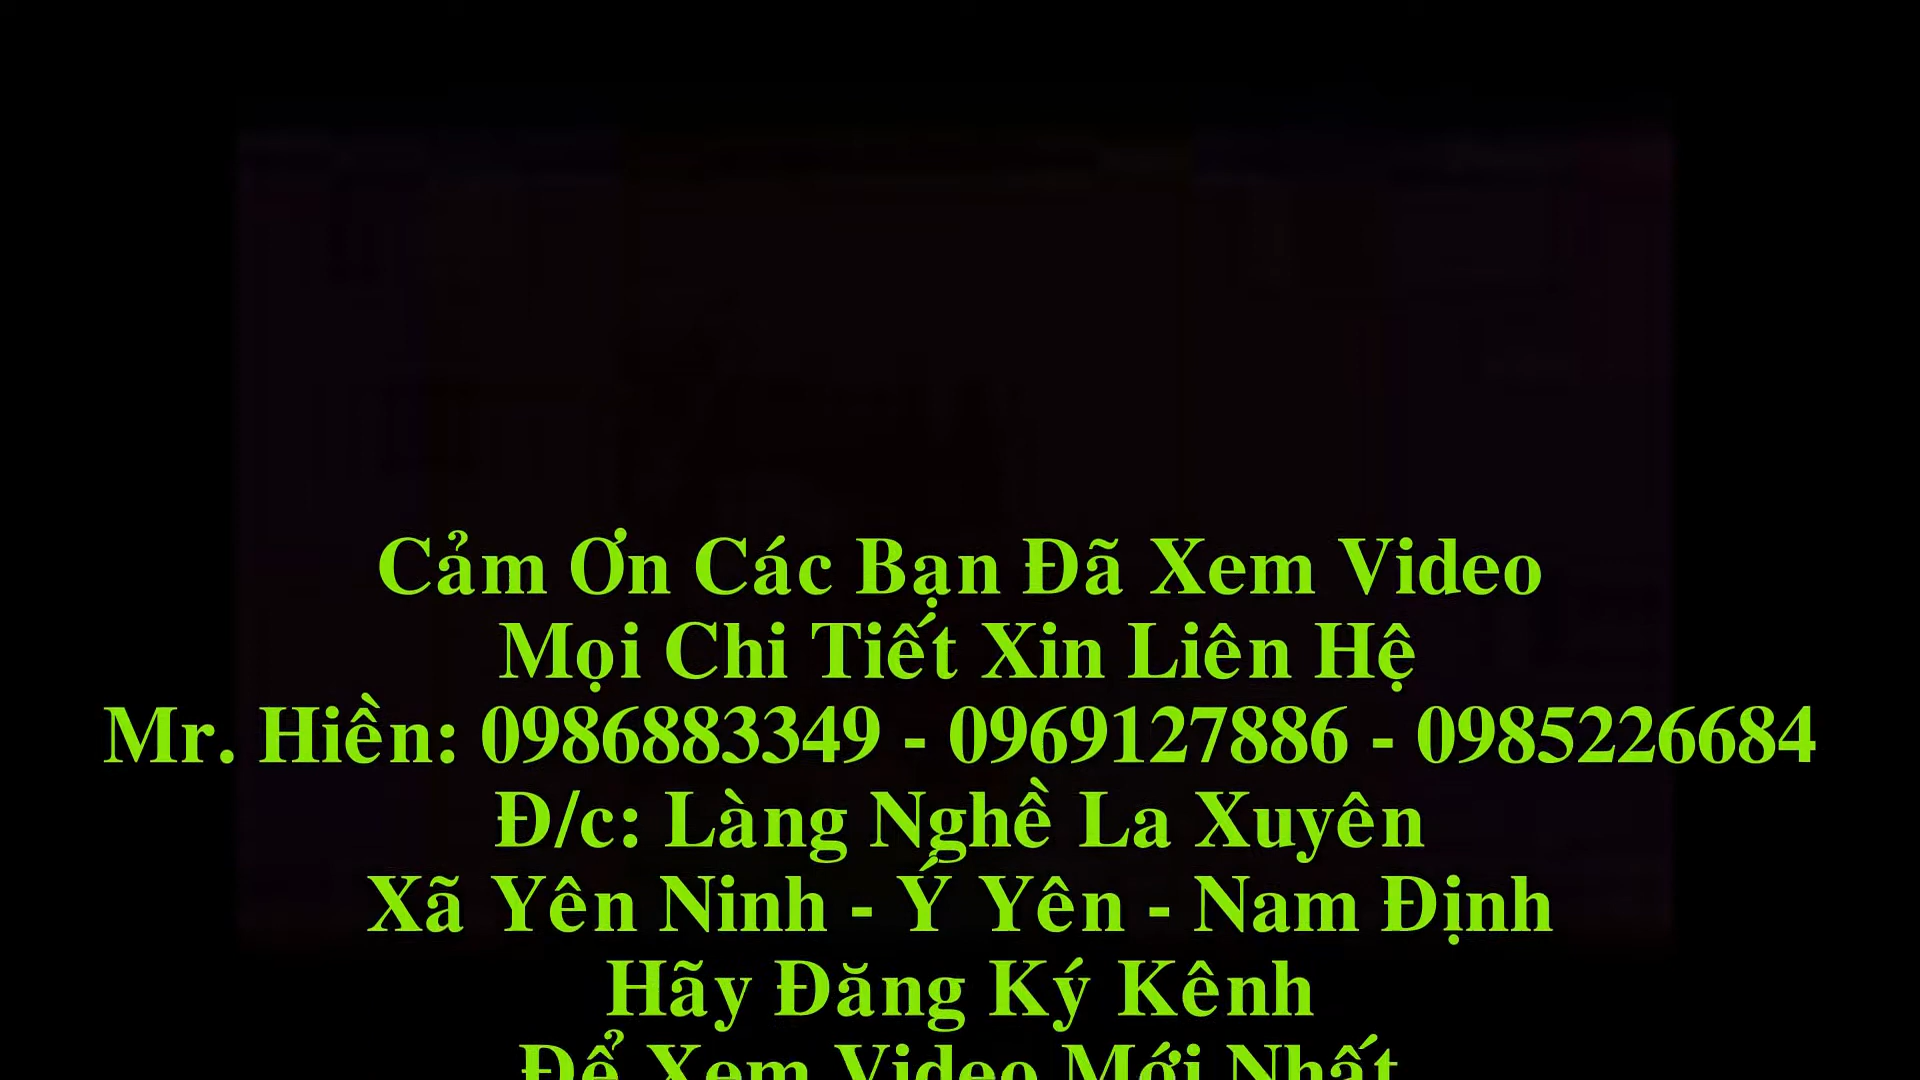 Cảm Ơn Các Bạn Đã Xem Video
Mọi Chi Tiết Xin Liên Hệ
Mr. Hiền: 0986883349 - 0969127886 - 0985226684
Đ/c: Làng Nghề La Xuyên
Xã Yên Ninh - Ý Yên - Nam Định
Hãy Đăng Ký Kênh
Để Xem Video Mới Nhất